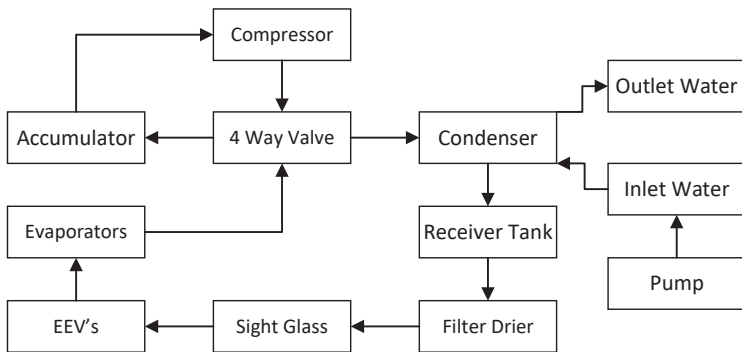 Compressor
Outlet Water
Accumulator
4 Way Valve
Condenser
Inlet Water
Evaporators
Receiver Tank
Pump
EEV’s
Sight Glass
Filter Drier